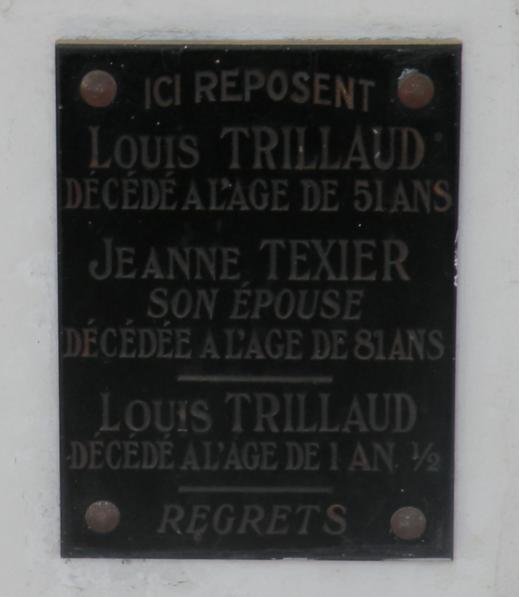 ICI REPOSENT
LOUIS TRILLAUD
DÉCÉDÉ A L'AGE DE 51 ANS
JEANNE TEXIER
SON ÉPOUSE
DÉCÉDÉE A L'AGE DE 81 ANS
LOUIS TRILLAUD
DÉCÉDÉ A L'ÂGE DE 1 AN ½
REGRETS